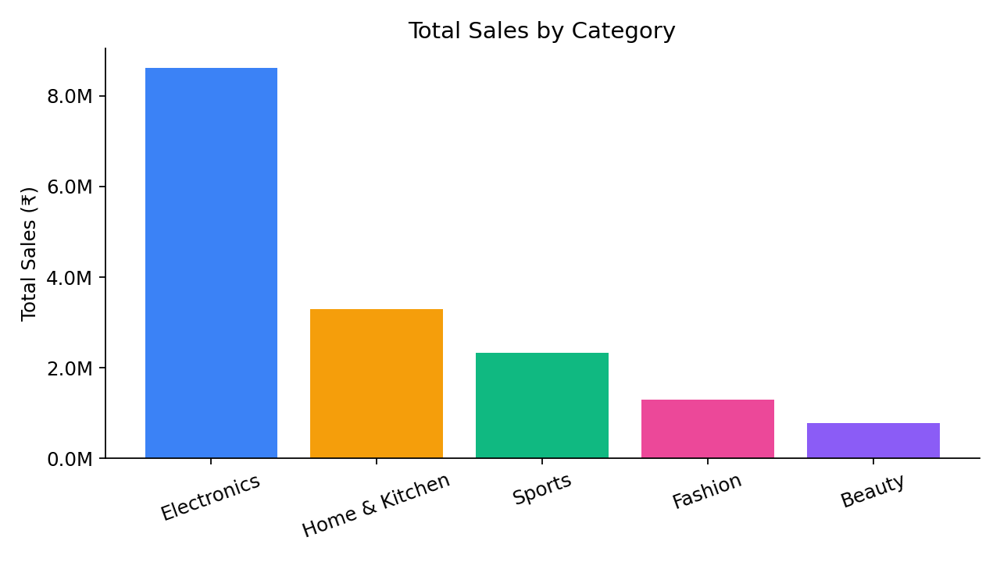 Total Sales by Category
Total Sales (₹)
8.0M
6.0M
4.0M
2.0M
0.0M
Electronics
Home & Kitchen
Sports
Fashion
Beauty